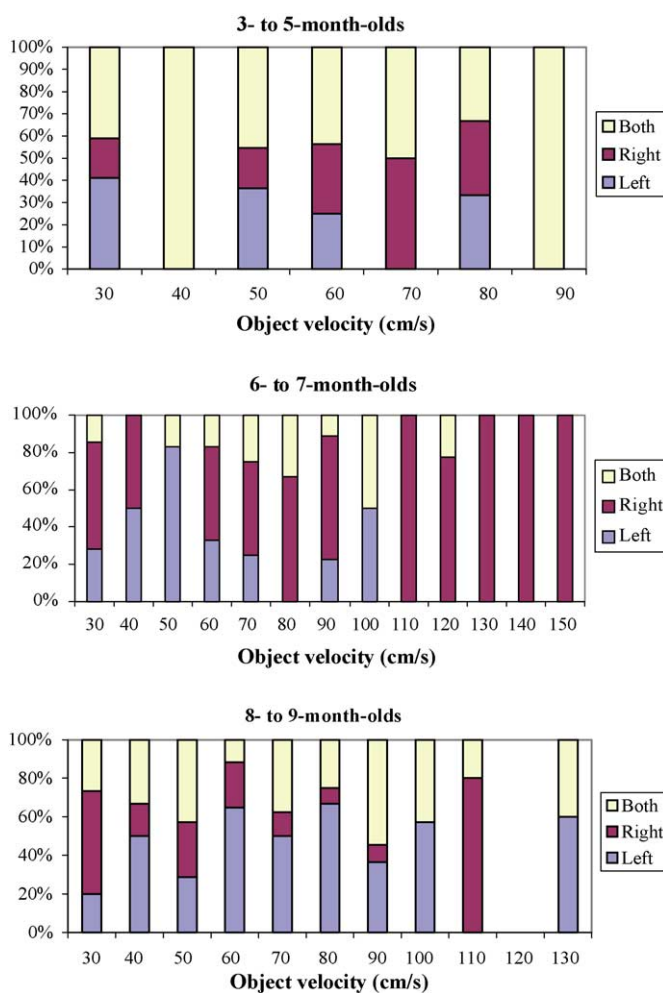 3- to 5-month-olds
100%
90%
80%
70%
60%
50%
40%
30%
20%
10%
0%
Both
Right
Left
30 40 50 60 70 80 90
Object velocity (cm/s)
6- to 7-month-olds
100%
80%
60%
40%
20%
0%
Both
Right
Left
30 40 50 60 70 80 90 100 110 120 130 140 150
Object velocity (cm/s)
8- to 9-month-olds
100%
80%
60%
40%
20%
0%
Both
Right
Left
30 40 50 60 70 80 90 100 110 120 130
Object velocity (cm/s)